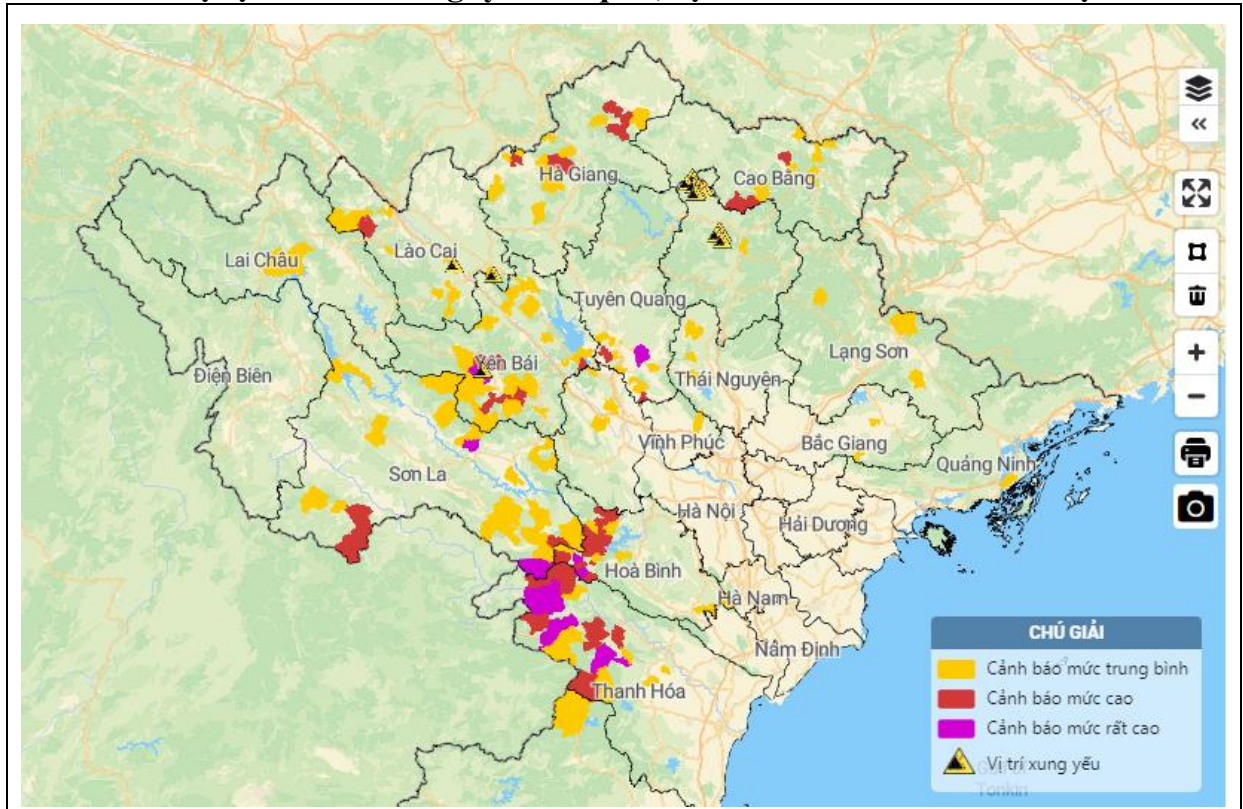 Hà Giang
Cao Bằng
Lào Cai
Lai Châu
Tuyên Quang
Lạng Sơn
Yên Bái
Điện Biên
Thái Nguyên
Vĩnh Phúc
Bắc Giang
Quảng Ninh
Sơn La
Hà Nội
Hải Dương
Hoà Bình
Hà Nam
Nam Định
Thanh Hóa
CHÚ GIẢI
Cảnh báo mức trung bình
Cảnh báo mức cao
Cảnh báo mức rất cao
Vị trí xung yếu
Tonkin